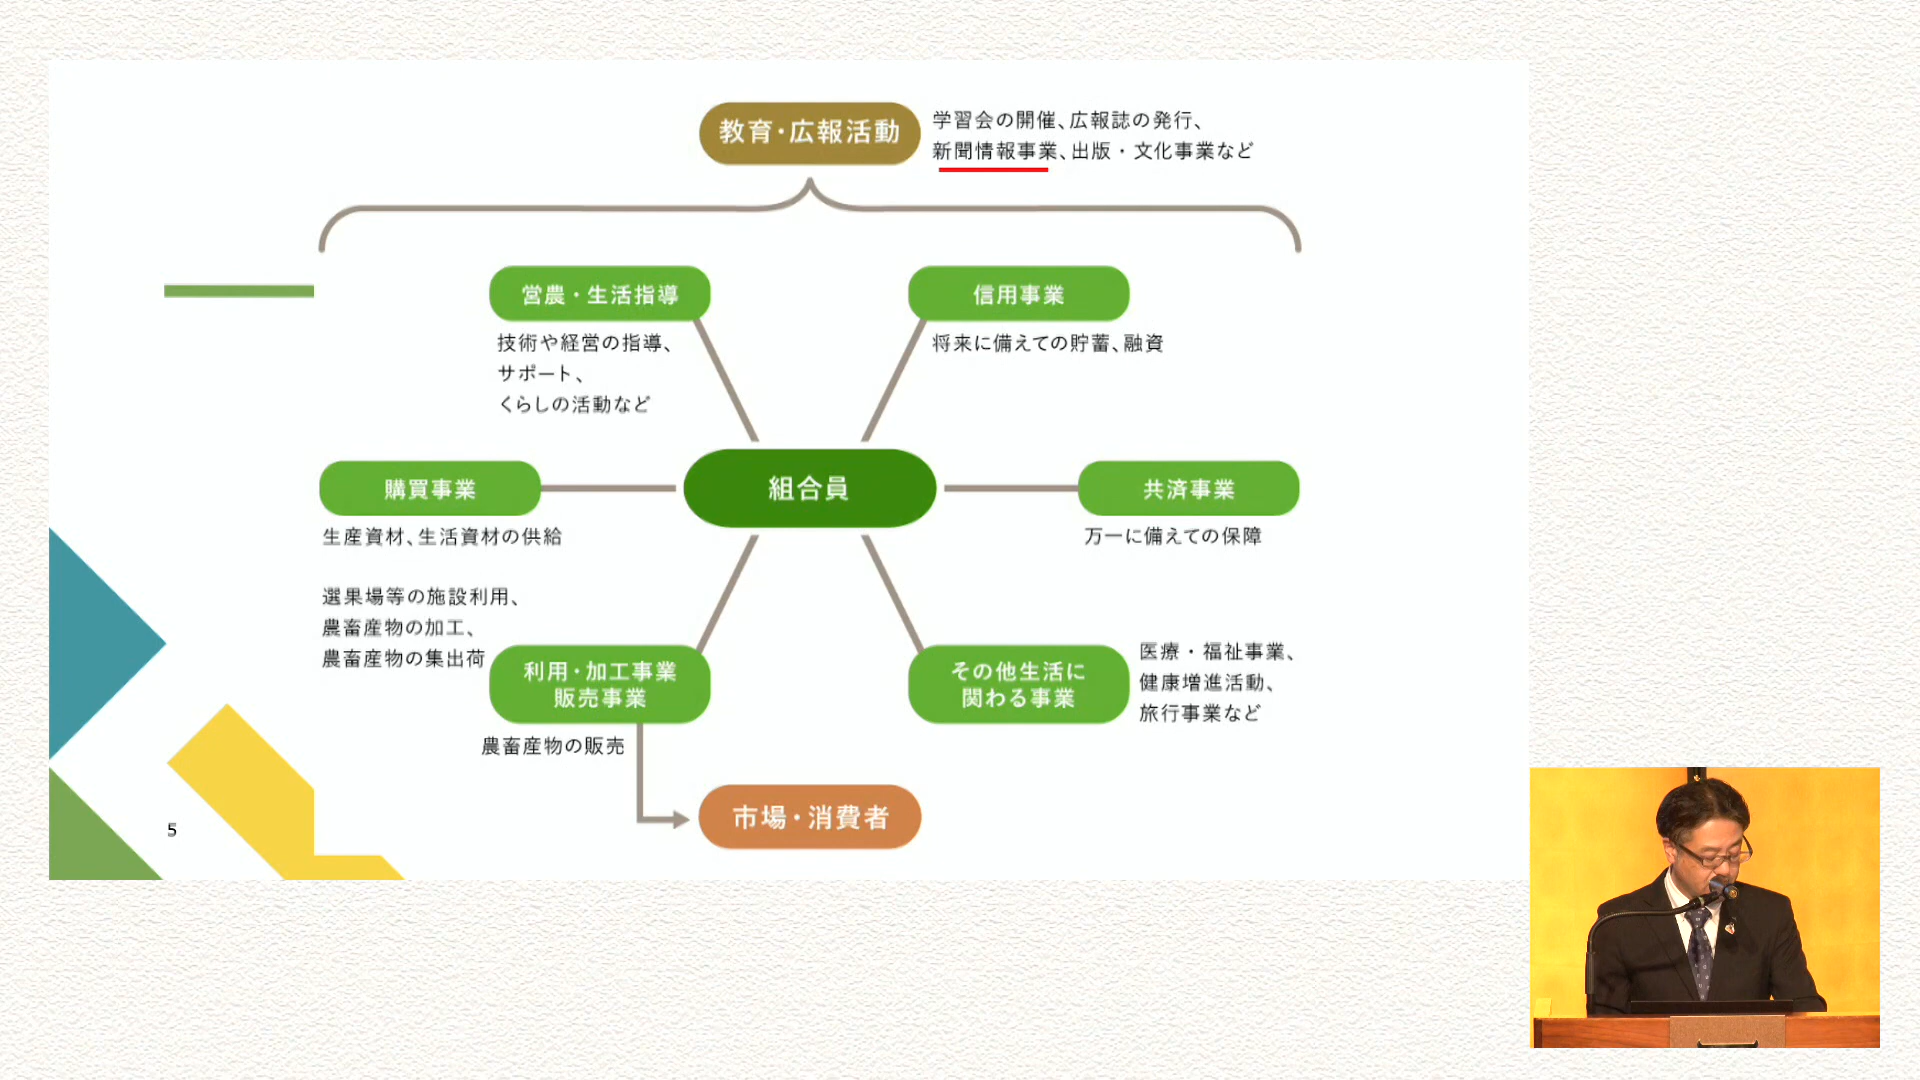 教育・広報活動
学習会の開催、広報誌の発行、
新聞情報事業、出版・文化事業など
営農・生活指導
技術や経営の指導、
サポート、
くらしの活動など
信用事業
将来に備えての貯蓄、融資
購買事業
生産資材、生活資材の供給
組合員
共済事業
万一に備えての保障
選果場等の施設利用、
農畜産物の加工、
農畜産物の集出荷
利用・加工事業
販売事業
農畜産物の販売
その他生活に
関わる事業
医療・福祉事業、
健康増進活動、
旅行事業など
市場・消費者
5